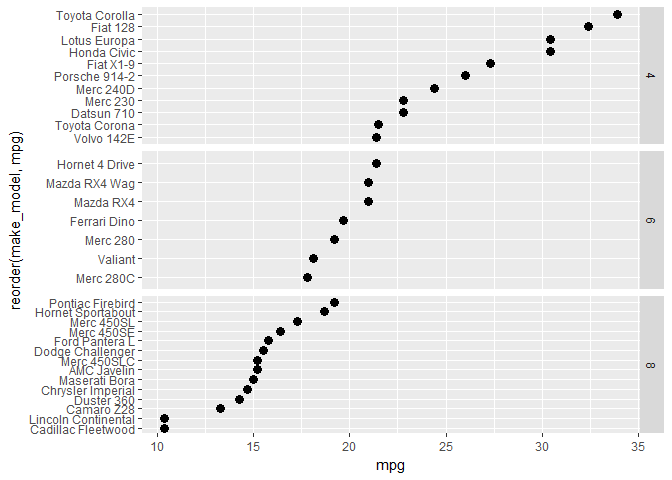 Toyota Corolla
Fiat 128
Lotus Europa
Honda Civic
Fiat X1-9
Porsche 914-2
Merc 240D
Merc 230
Datsun 710
Toyota Corona
Volvo 142E
4
Hornet 4 Drive
Mazda RX4 Wag
Mazda RX4
Ferrari Dino
Merc 280
Valiant
Merc 280C
6
Pontiac Firebird
Hornet Sportabout
Merc 450SL
Merc 450SE
Ford Pantera L
Dodge Challenger
Merc 450SLC
AMC Javelin
Maserati Bora
Chrysler Imperial
Duster 360
Camaro Z28
Lincoln Continental
Cadillac Fleetwood
8
reorder(make_model, mpg)
10 15 20 25 30 35
mpg